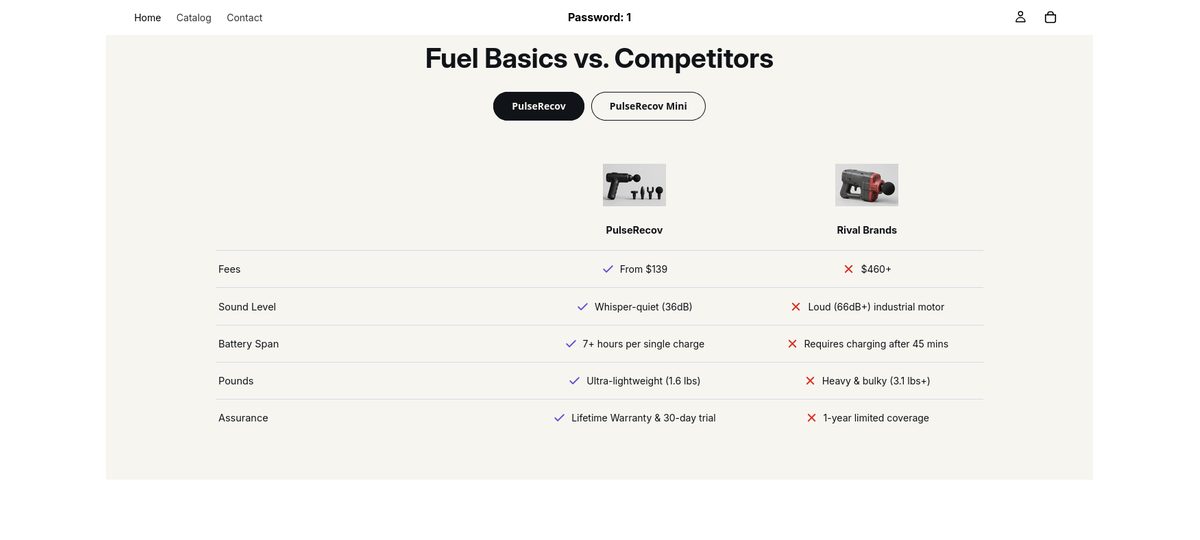 Home Catalog Contact Password: 1
Fuel Basics vs. Competitors
PulseRecov PulseRecov Mini
PulseRecov Rival Brands
Fees From $139 $460+
Sound Level Whisper-quiet (36dB) Loud (66dB+) industrial motor
Battery Span 7+ hours per single charge Requires charging after 45 mins
Pounds Ultra-lightweight (1.6 lbs) Heavy & bulky (3.1 lbs+)
Assurance Lifetime Warranty & 30-day trial 1-year limited coverage